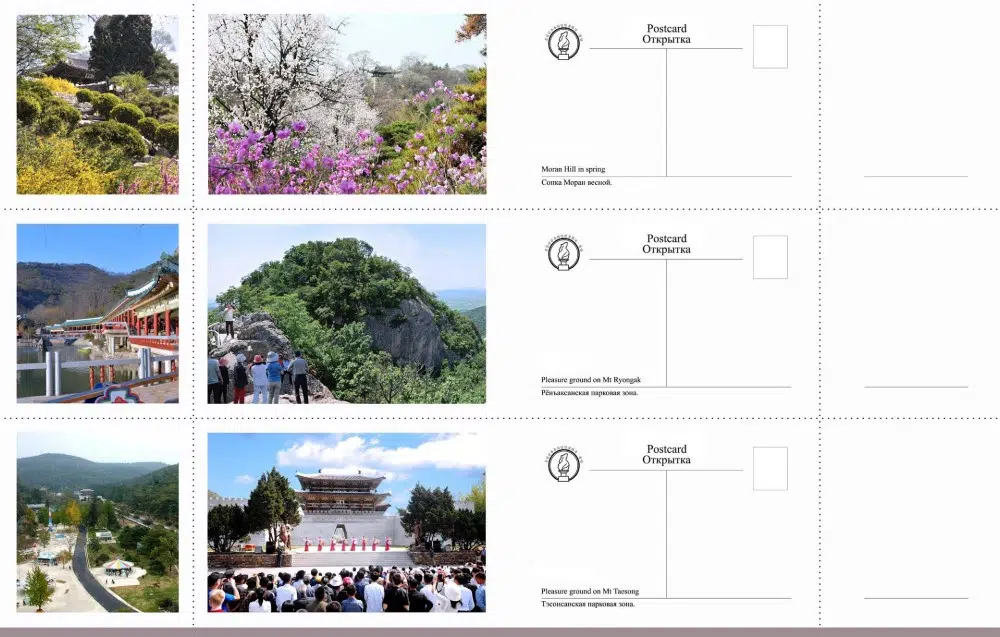 Postcard
Открытка
Moran Hill in spring
Сопка Моран весной.
Postcard
Открытка
Pleasure ground on Mt Ryongak
Рёнъаксанская парковая зона.
Postcard
Открытка
Pleasure ground on Mt Taesong
Тэсонсанская парковая зона.